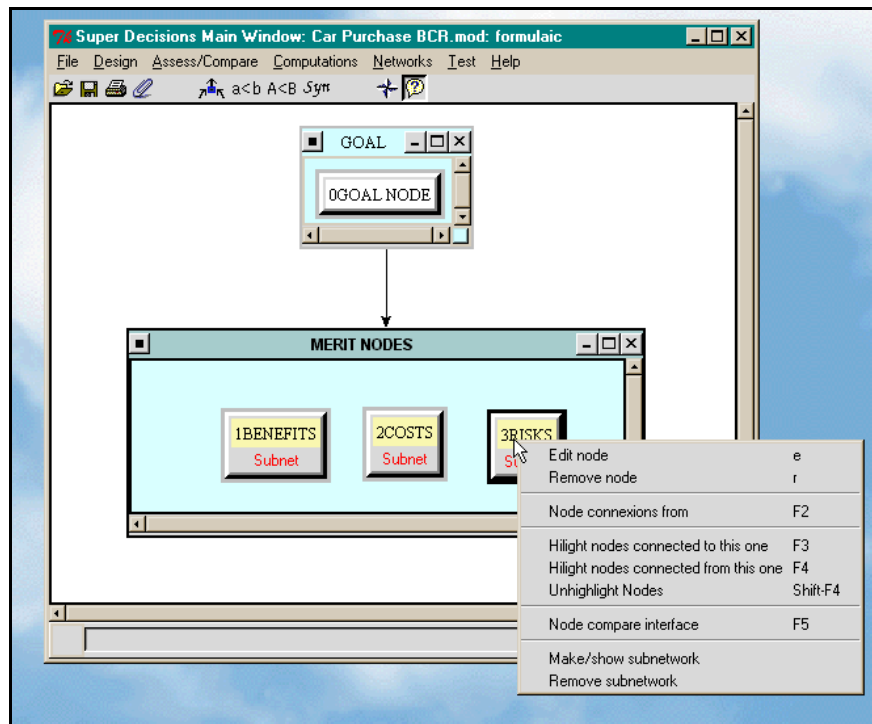 Super Decisions Main Window: Car Purchase BCR.mod: formulaic
File Design Assess/Compare Computations Networks Test Help
a<b A<B Syn
GOAL
0GOAL NODE
MERIT NODES
1BENEFITS
Subnet
2COSTS
Subnet
3RISKS
Edit node e
Remove node r
Node connexions from F2
Hilight nodes connected to this one F3
Hilight nodes connected from this one F4
Unhighlight Nodes Shift-F4
Node compare interface F5
Make/show subnetwork
Remove subnetwork